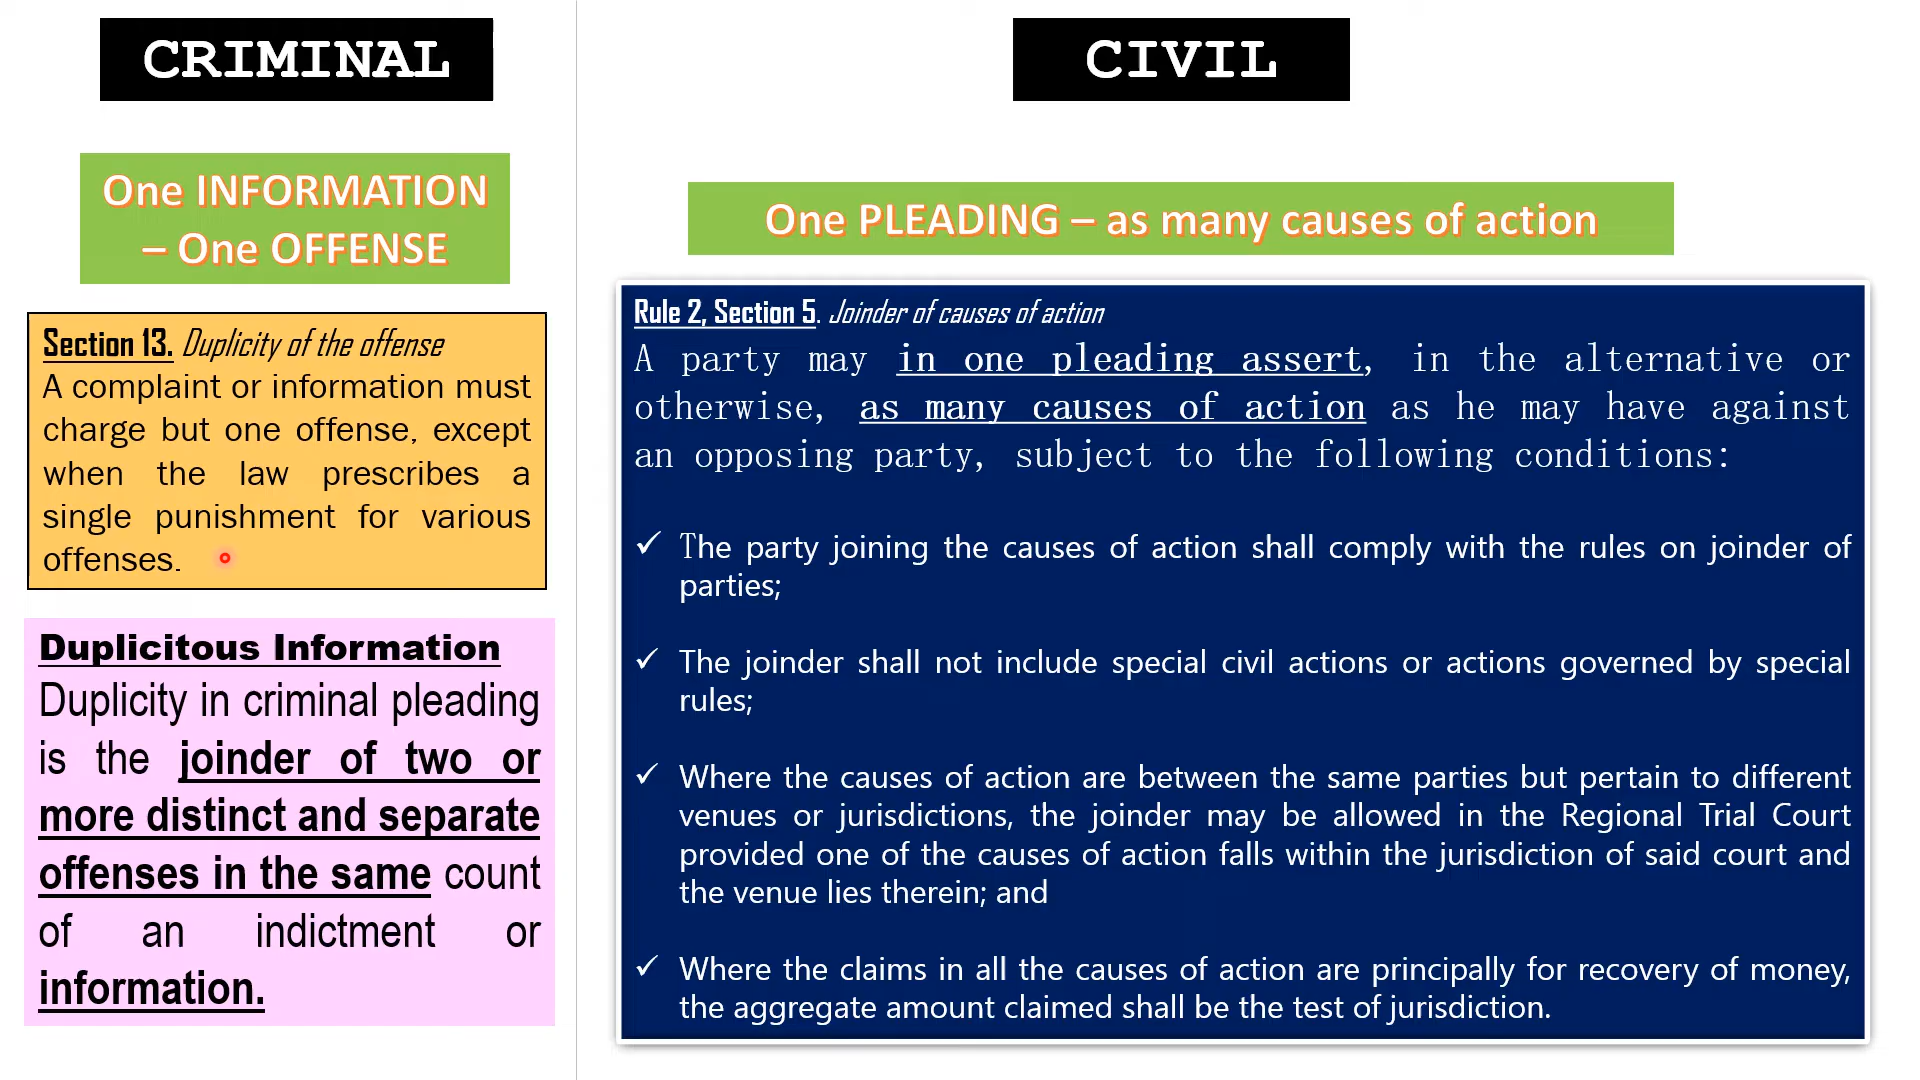 CRIMINAL
One INFORMATION
– One OFFENSE
Section 13. Duplicity of the offense
A complaint or information must
charge but one offense, except
when the law prescribes a
single punishment for various
offenses.
Duplicitous Information
Duplicity in criminal pleading
is the joinder of two or
more distinct and separate
offenses in the same count
of an indictment or
information.
CIVIL
One PLEADING – as many causes of action
Rule 2, Section 5. Joinder of causes of action
A party may in one pleading assert, in the alternative or
otherwise, as many causes of action as he may have against
an opposing party, subject to the following conditions:
✓ The party joining the causes of action shall comply with the rules on joinder of
parties;
✓ The joinder shall not include special civil actions or actions governed by special
rules;
✓ Where the causes of action are between the same parties but pertain to different
venues or jurisdictions, the joinder may be allowed in the Regional Trial Court
provided one of the causes of action falls within the jurisdiction of said court and
the venue lies therein; and
✓ Where the claims in all the causes of action are principally for recovery of money,
the aggregate amount claimed shall be the test of jurisdiction.